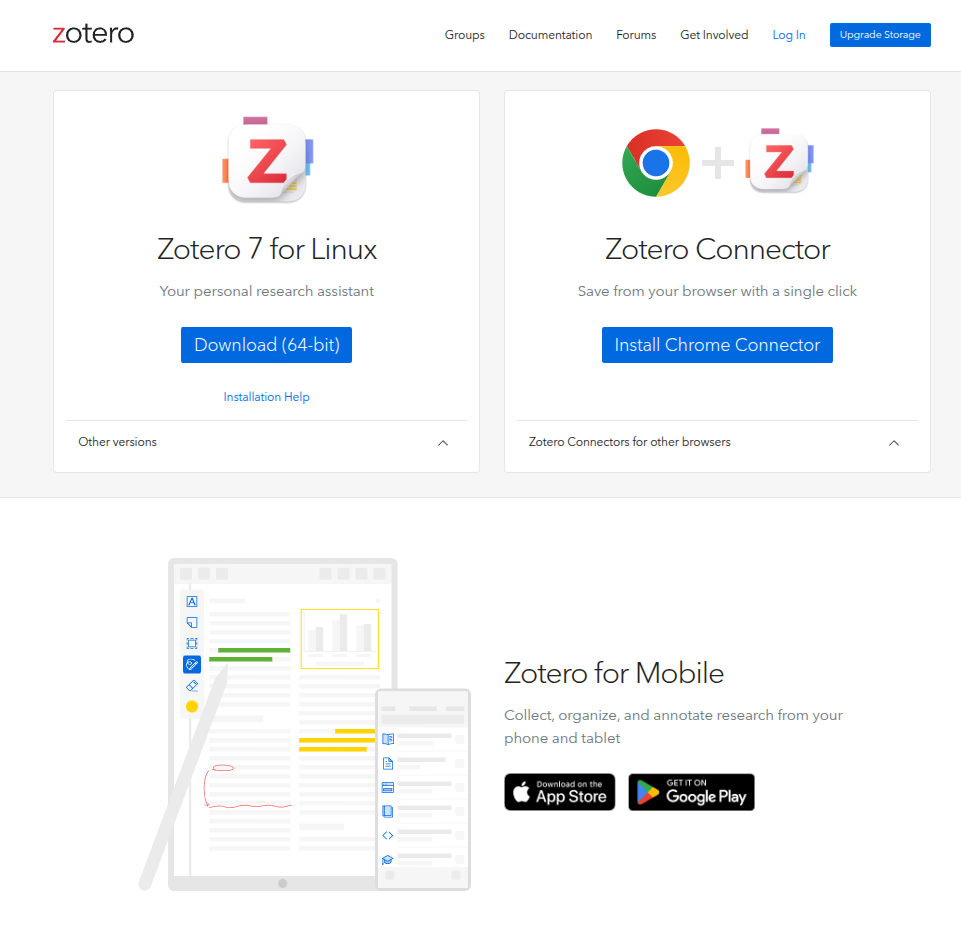 zotero
Groups Documentation Forums Get Involved Log In Upgrade Storage
Z
Z
Zotero 7 for Linux
Your personal research assistant
Download (64-bit)
Installation Help
Other versions
Zotero Connector
Save from your browser with a single click
Install Chrome Connector
Zotero Connectors for other browsers
A
Zotero for Mobile
Collect, organize, and annotate research from your
phone and tablet
Download on the
App Store
GET IT ON
Google Play